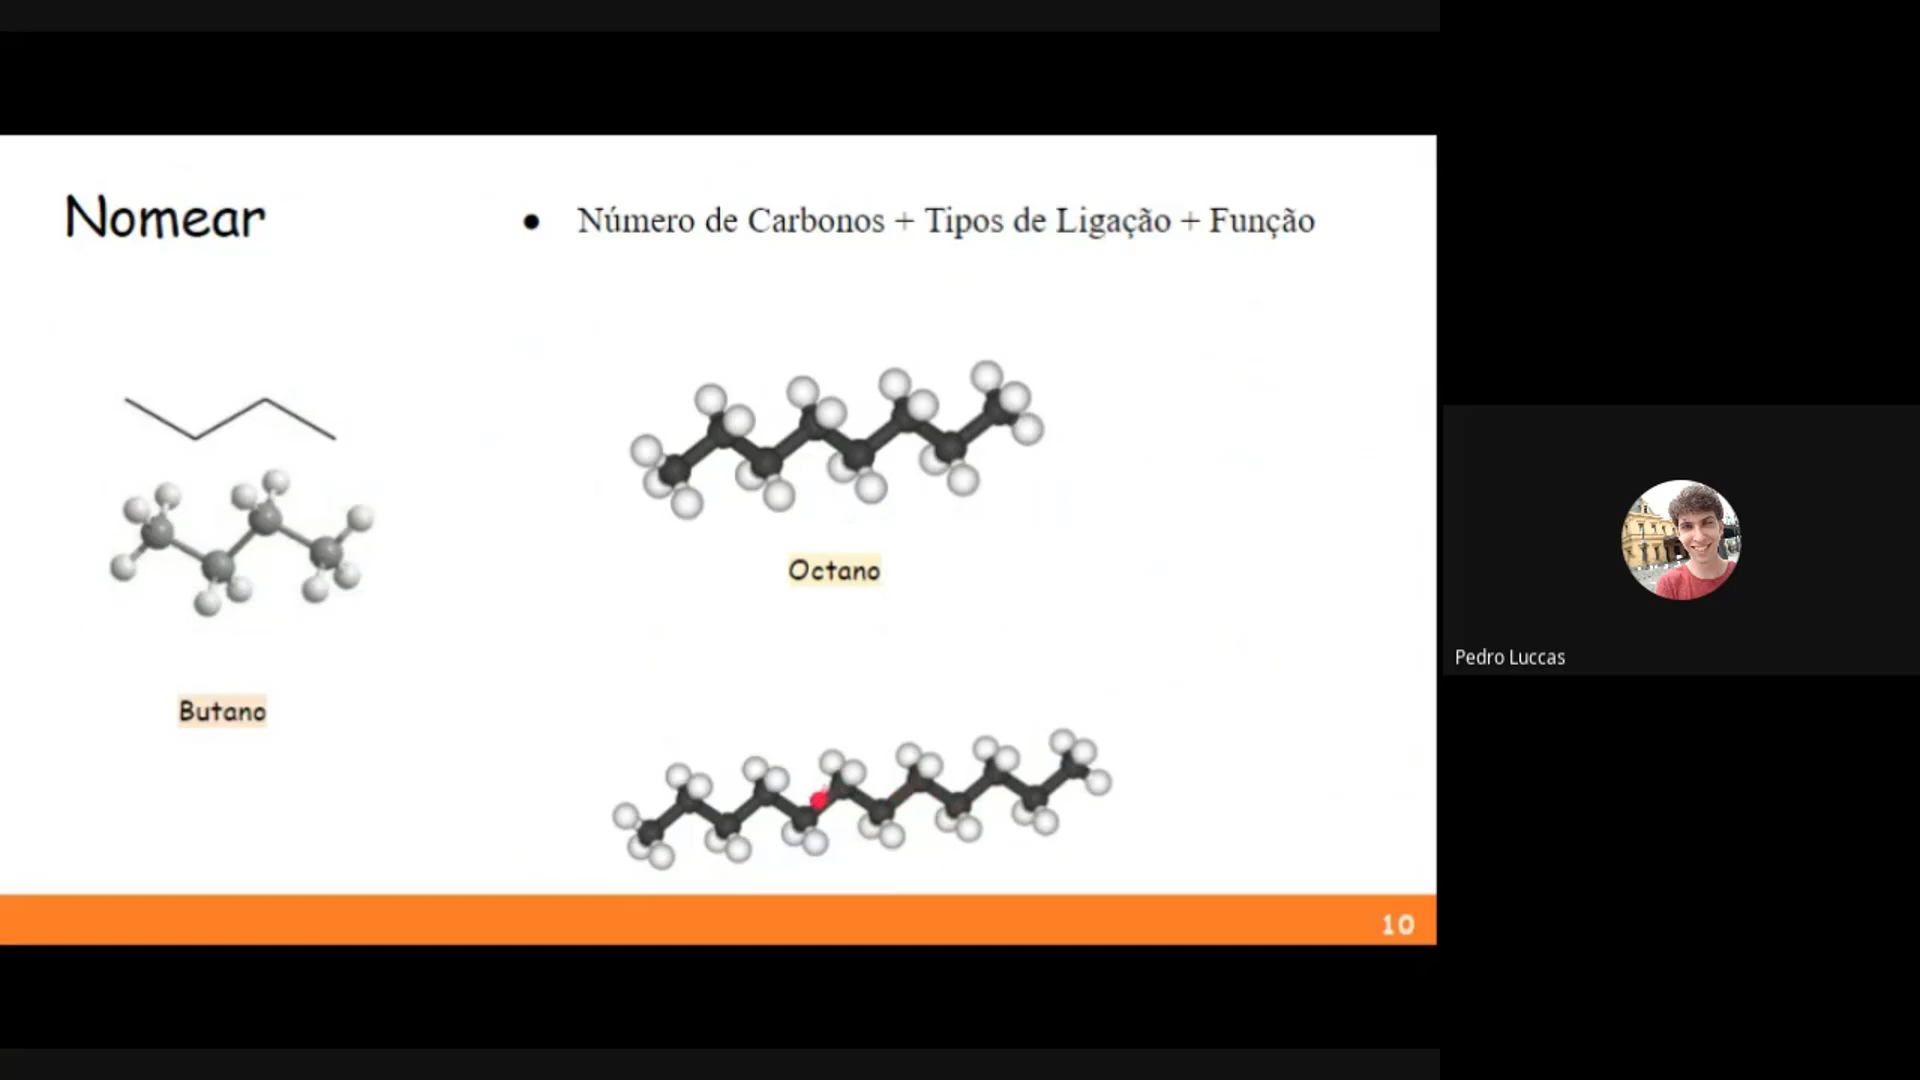 Nomear
● Número de Carbonos + Tipos de Ligação + Função
Octano
Butano
10
Pedro Luccas